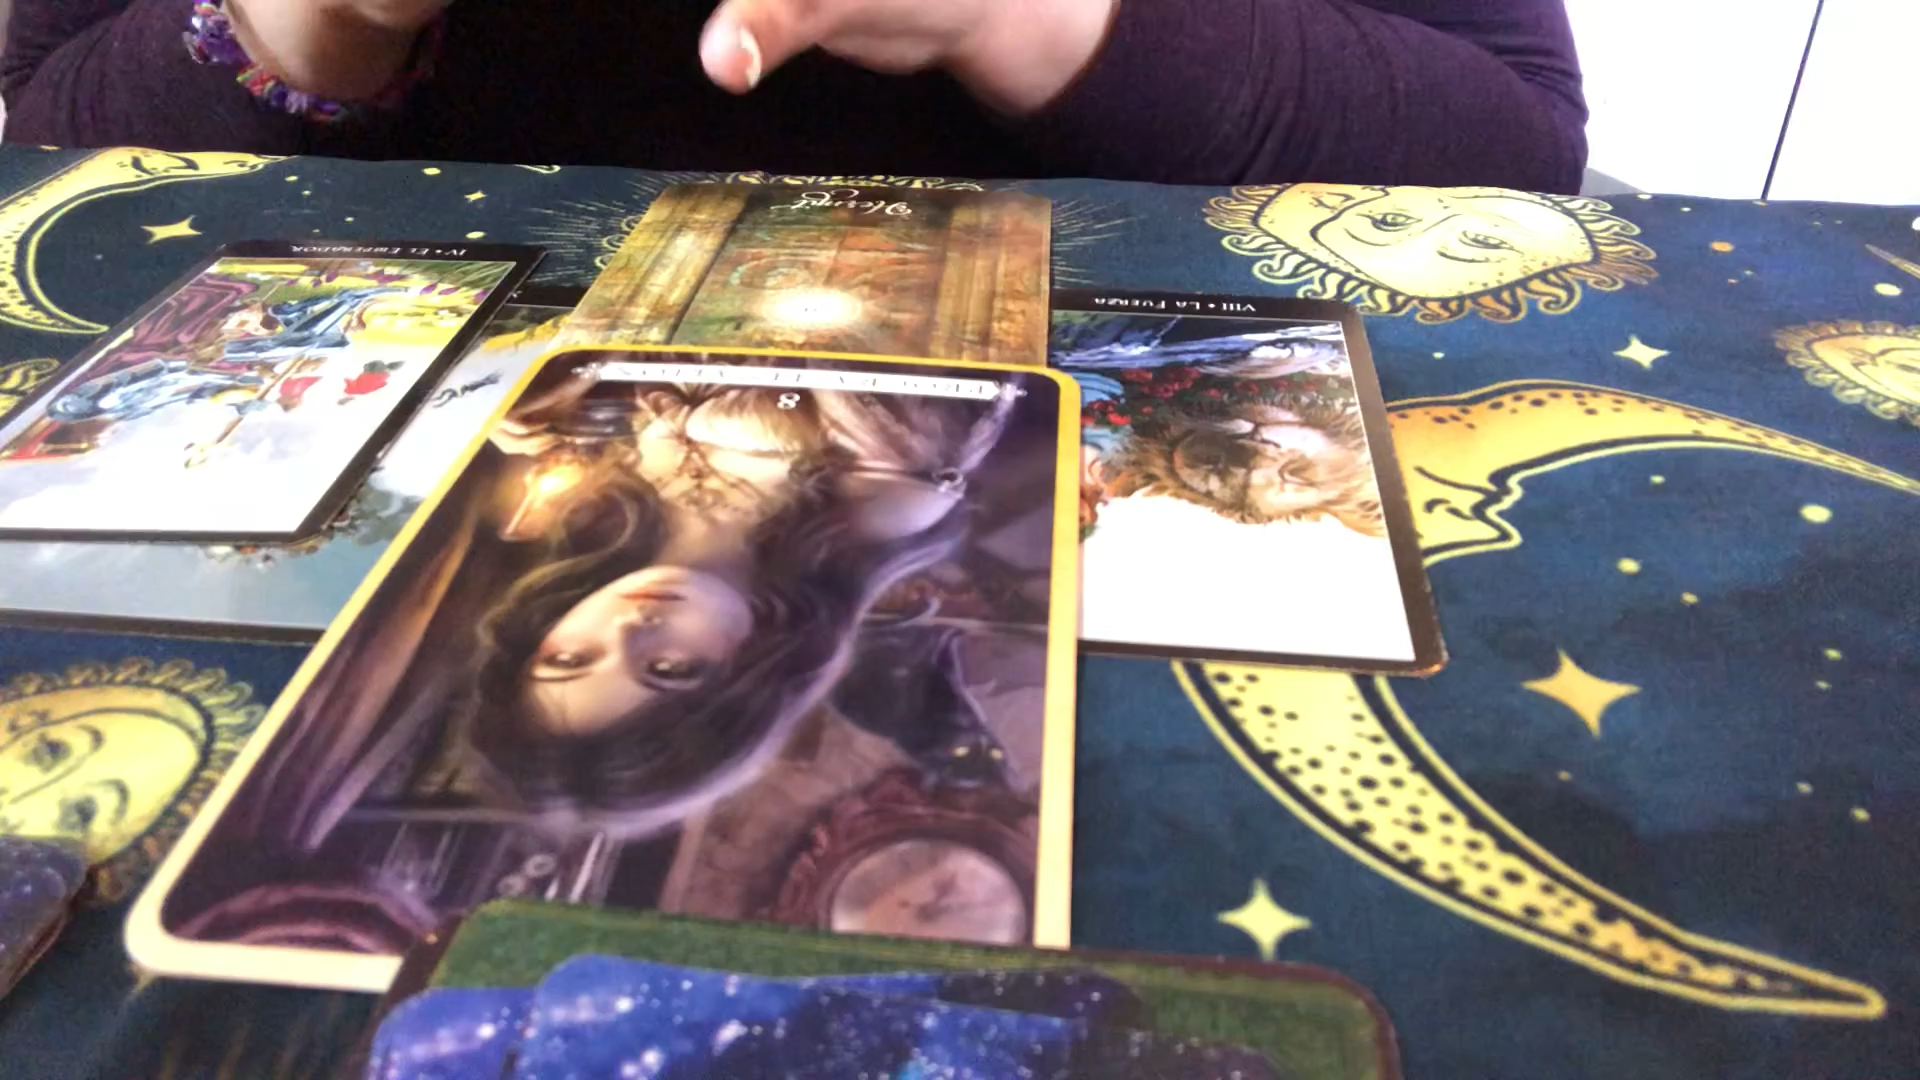 Hermit
IV • EL EMPERADOR
VIII • LA FUERZA
8